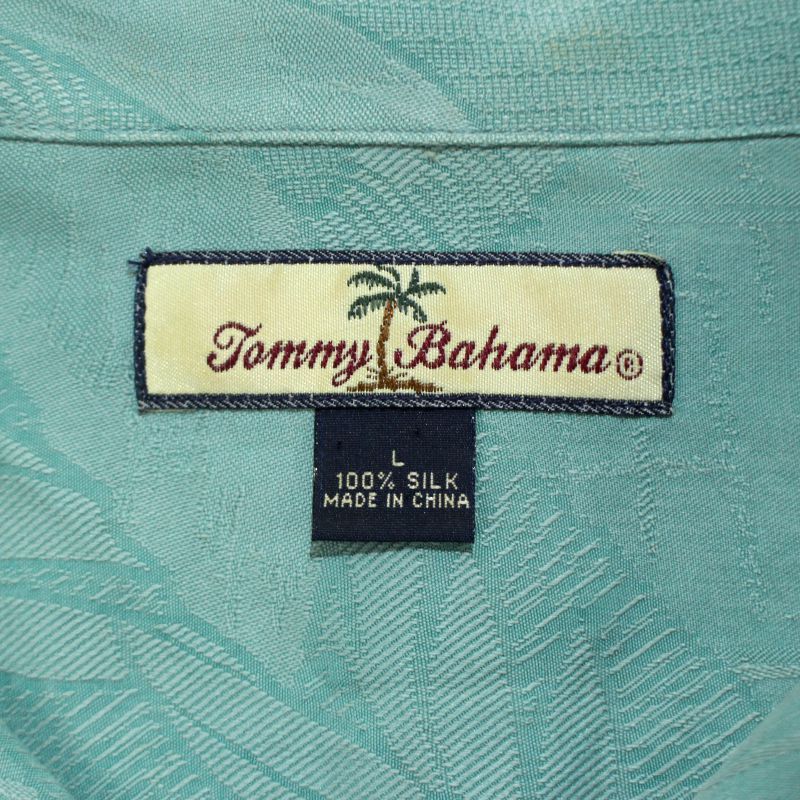 Tommy Bahama ®
L
100% SILK
MADE IN CHINA